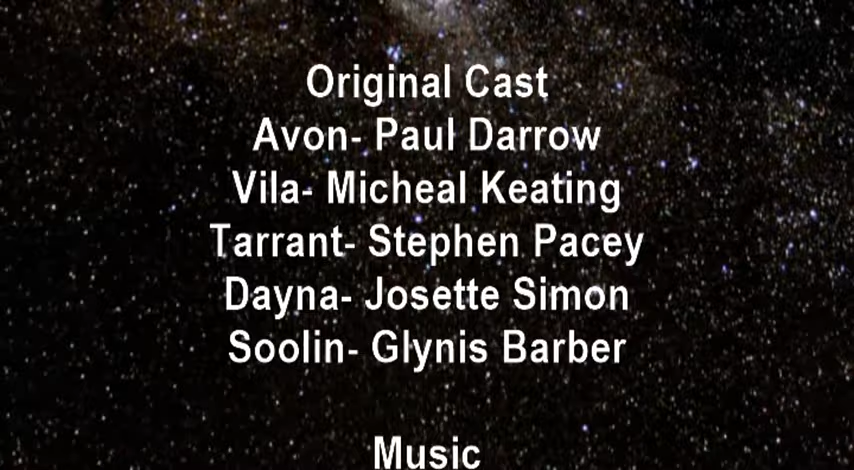 Original Cast
Avon- Paul Darrow
Vila- Micheal Keating
Tarrant- Stephen Pacey
Dayna- Josette Simon
Soolin- Glynis Barber
Music